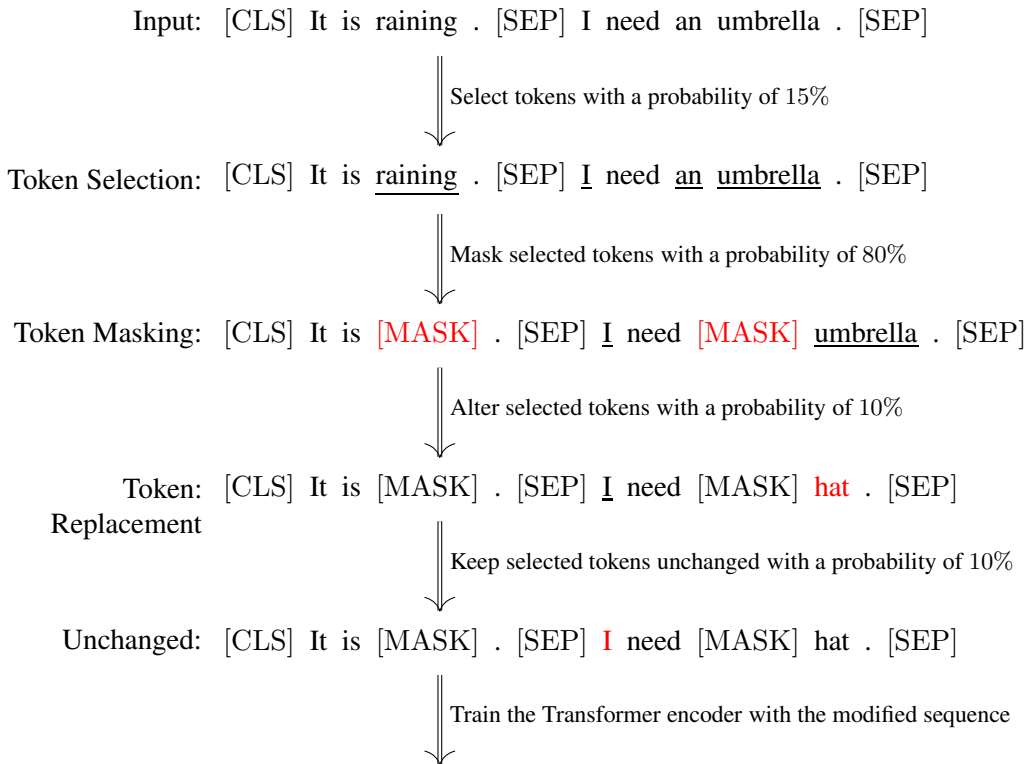 Input: [CLS] It is raining . [SEP] I need an umbrella . [SEP]
Select tokens with a probability of 15%
Token Selection: [CLS] It is raining . [SEP] I need an umbrella . [SEP]
Mask selected tokens with a probability of 80%
Token Masking: [CLS] It is [MASK] . [SEP] I need [MASK] umbrella . [SEP]
Alter selected tokens with a probability of 10%
Token: [CLS] It is [MASK] . [SEP] I need [MASK] hat . [SEP]
Replacement
Keep selected tokens unchanged with a probability of 10%
Unchanged: [CLS] It is [MASK] . [SEP] I need [MASK] hat . [SEP]
Train the Transformer encoder with the modified sequence